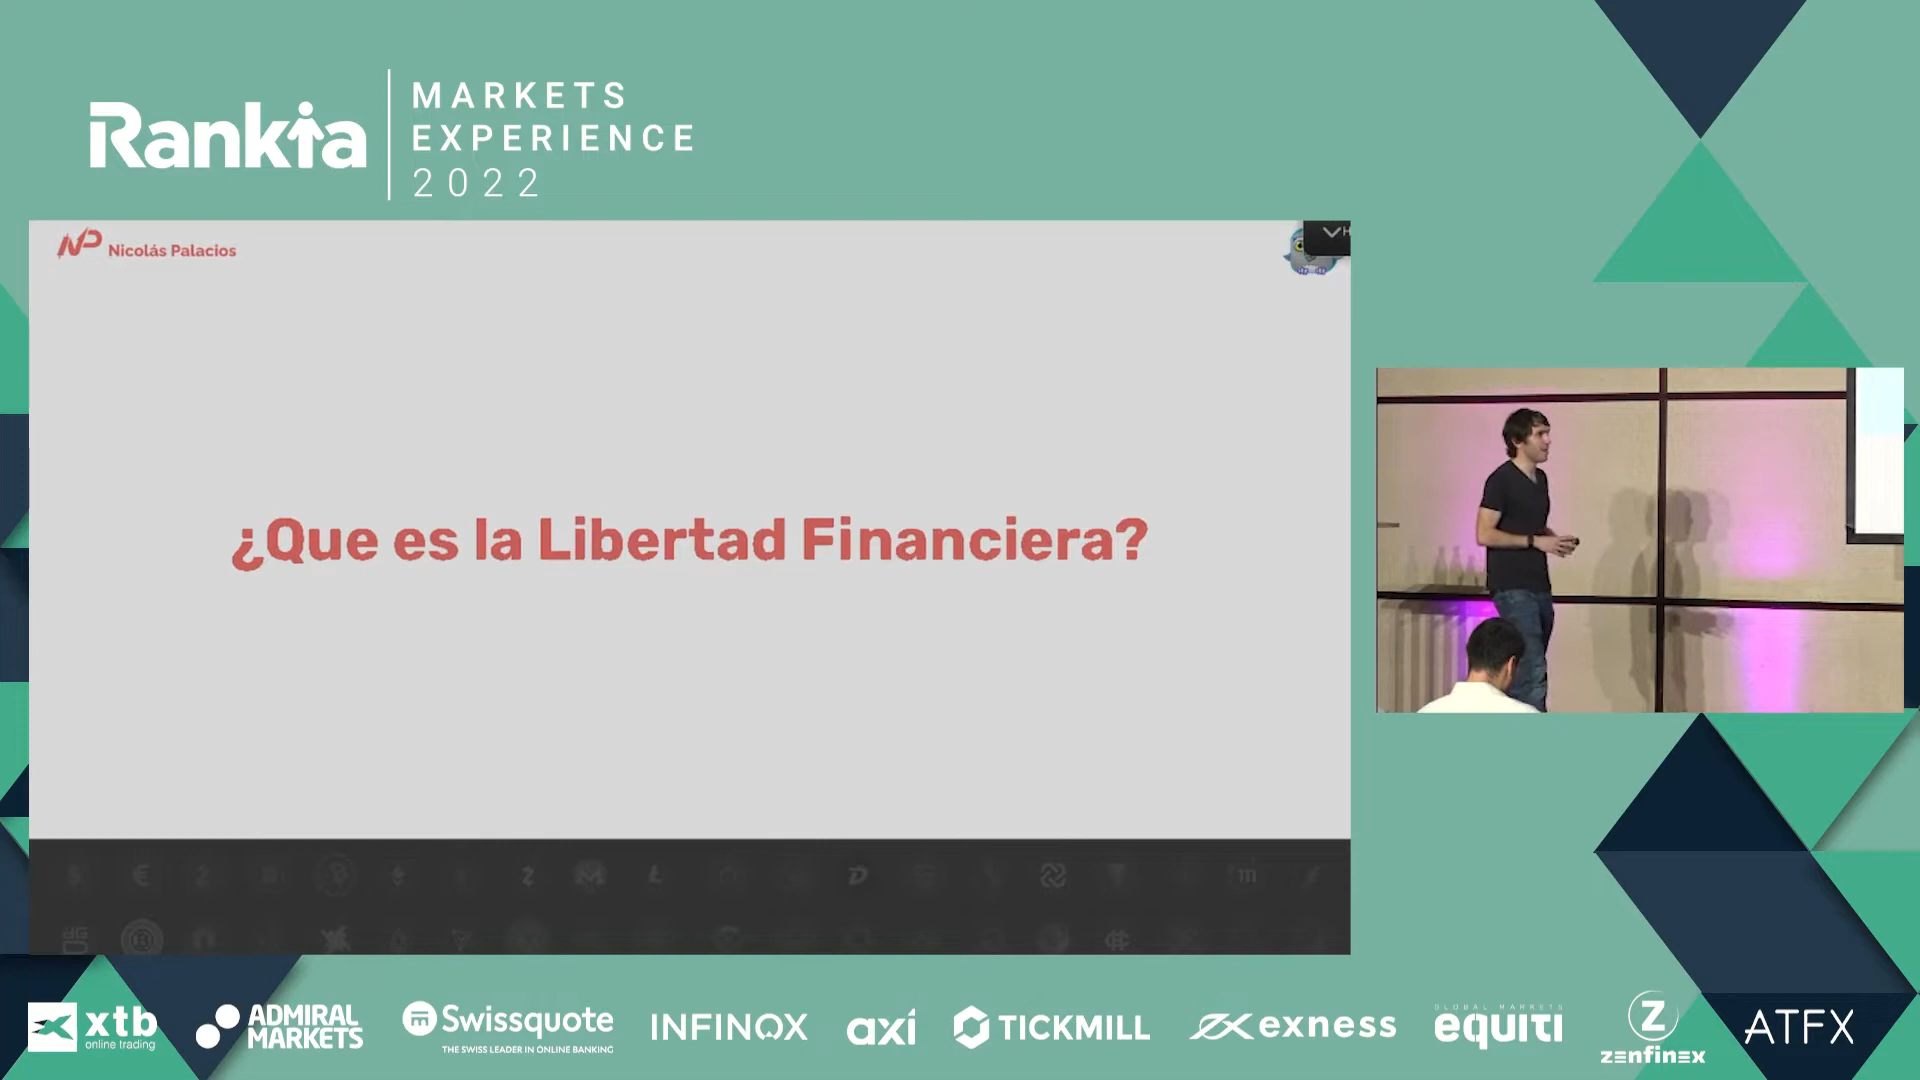 Rankia
MARKETS
EXPERIENCE
2022
NP Nicolás Palacios
¿Que es la Libertad Financiera?
xtb
online trading
ADMIRAL
MARKETS
Swissquote
THE SWISS LEADER IN ONLINE BANKING
INFINOX
axi
TICKMILL
exness
GLOBAL MARKETS
equiti
Z
zenfinex
ATFX